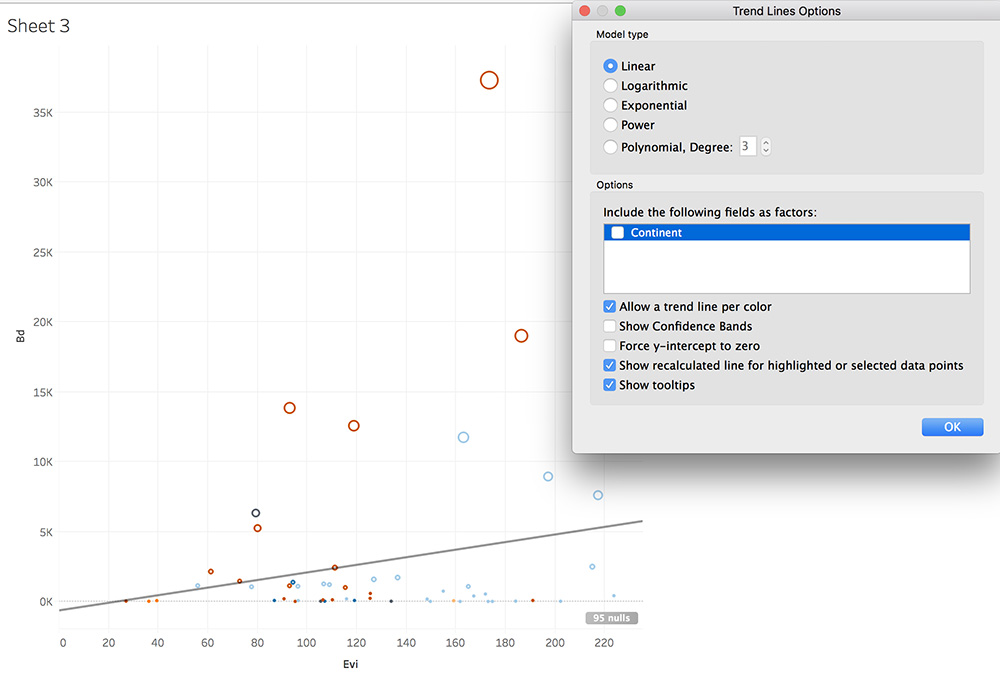 Sheet 3
35K
30K
25K
20K
15K
10K
5K
0K
Bd
0 20 40 60 80 100 120 140 160 180 200 220
Evi
95 nulls
Trend Lines Options
Model type
Linear
Logarithmic
Exponential
Power
Polynomial, Degree: 3
Options
Include the following fields as factors:
Continent
Allow a trend line per color
Show Confidence Bands
Force y-intercept to zero
Show recalculated line for highlighted or selected data points
Show tooltips
OK